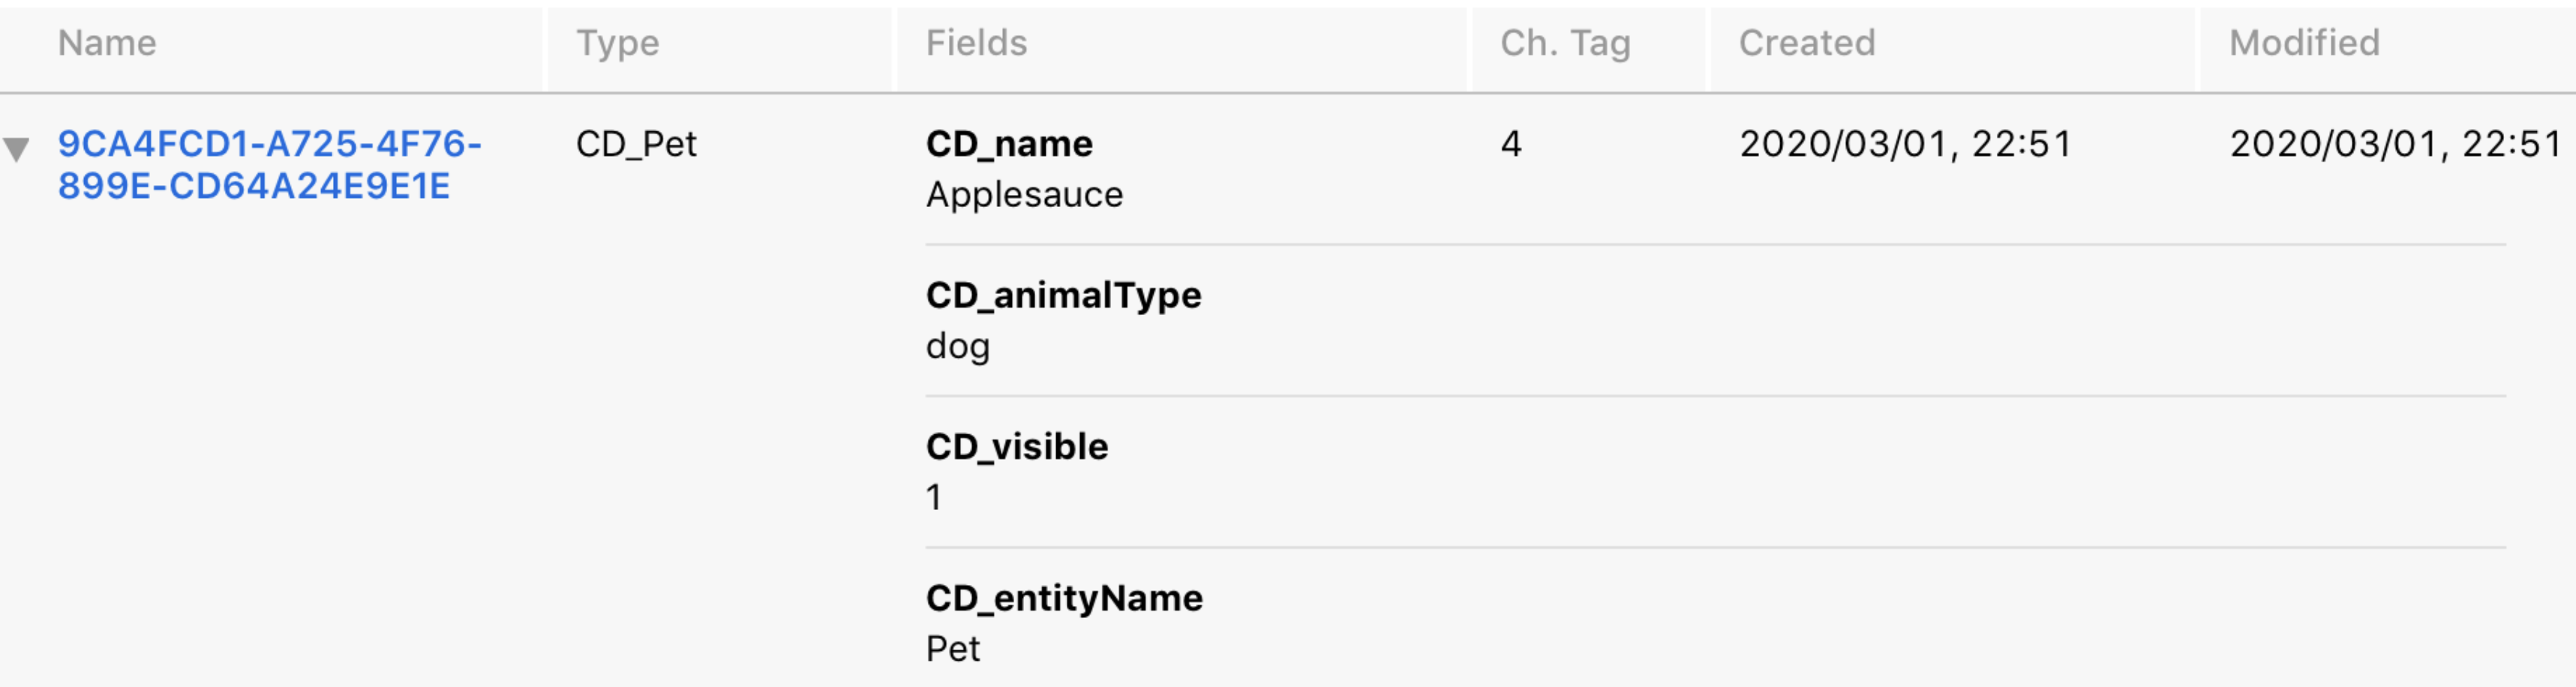 Name Type Fields Ch. Tag Created Modified
9CA4FCD1-A725-4F76- CD_Pet CD_name 4 2020/03/01, 22:51 2020/03/01, 22:51
899E-CD64A24E9E1E Applesauce
CD_animalType
dog
CD_visible
1
CD_entityName
Pet